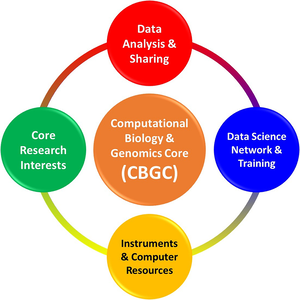 Data
Analysis &
Sharing
Core
Research
Interests
Computational
Biology &
Genomics Core
(CBGC)
Data Science
Network &
Training
Instruments
& Computer
Resources